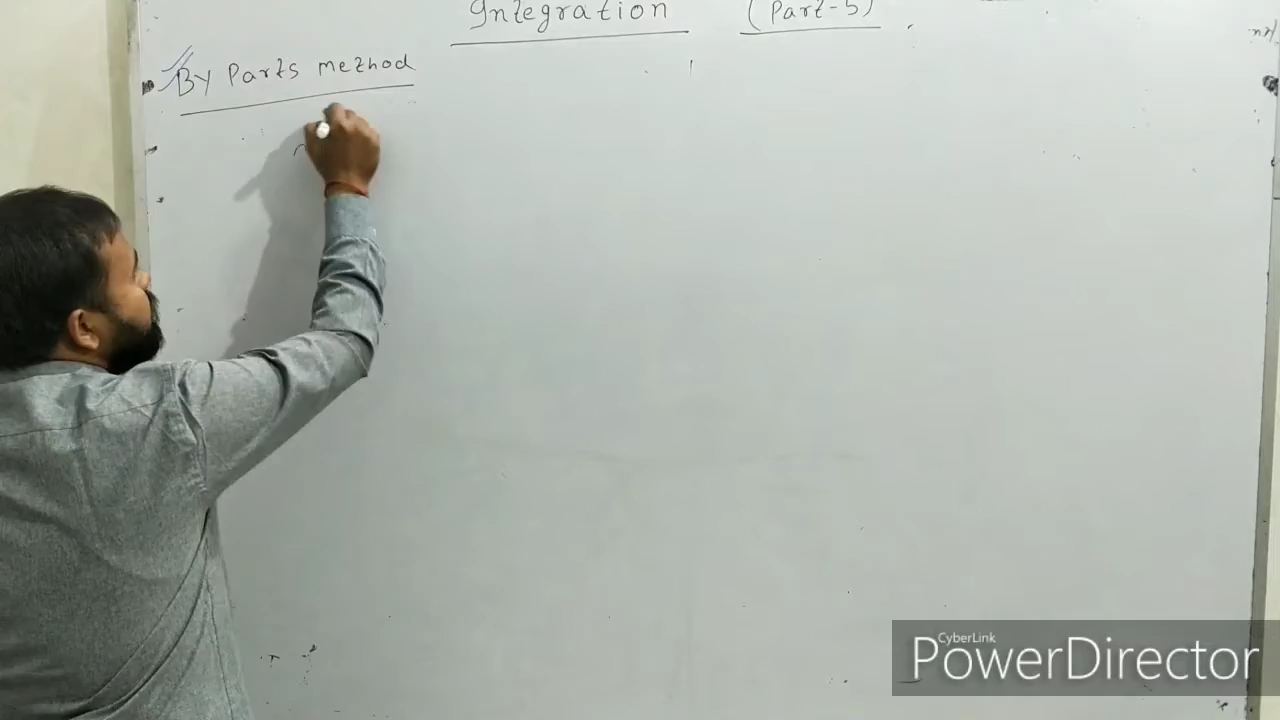 Integration (Part-5)
By Parts method
CyberLink
PowerDirector